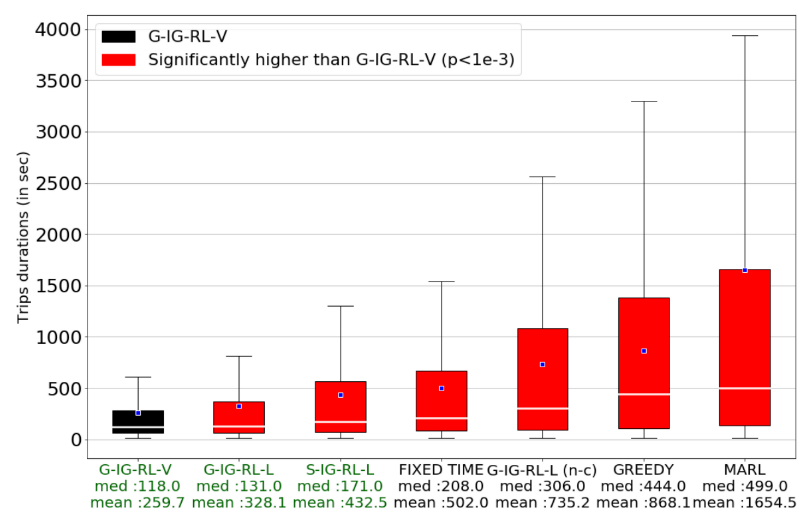 G-IG-RL-V
Significantly higher than G-IG-RL-V (p<1e-3)
Trips durations (in sec)
4000
3500
3000
2500
2000
1500
1000
500
0
G-IG-RL-V G-IG-RL-L S-IG-RL-L FIXED TIME G-IG-RL-L (n-c) GREEDY MARL
med :118.0 med :131.0 med :171.0 med :208.0 med :306.0 med :444.0 med :499.0
mean :259.7 mean :328.1 mean :432.5 mean :502.0 mean :735.2 mean :868.1 mean :1654.5